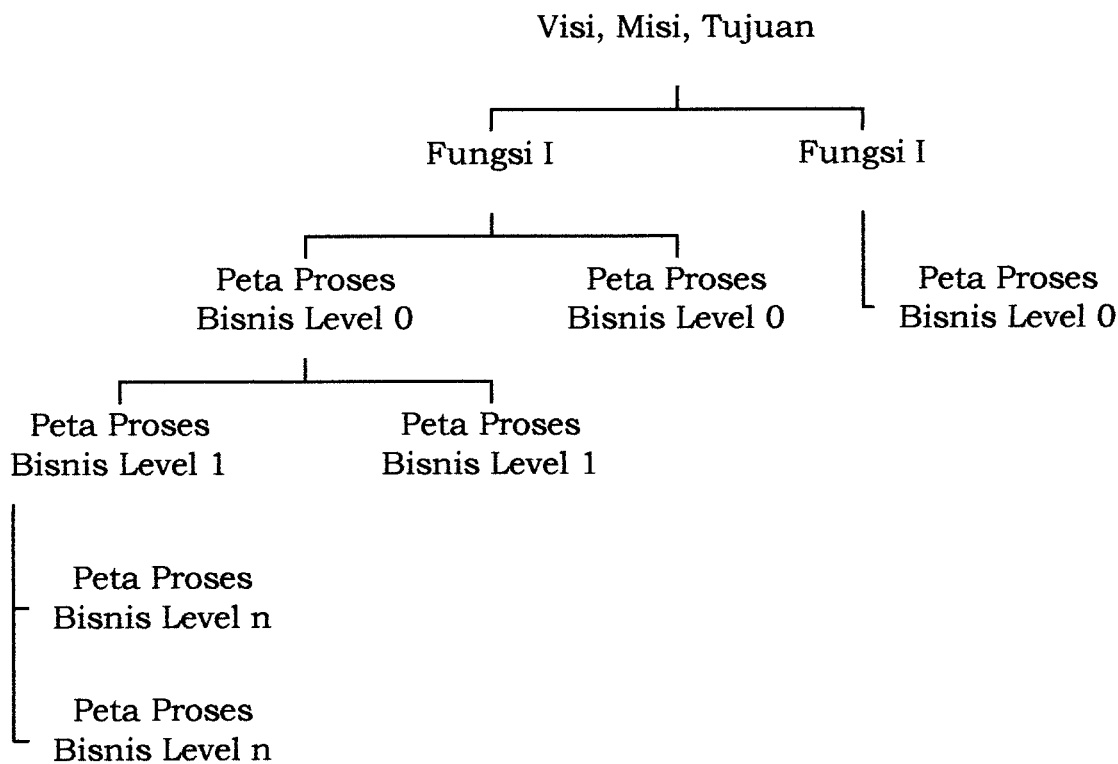 Visi, Misi, Tujuan
Fungsi I
Fungsi I
Peta Proses
Bisnis Level 0
Peta Proses
Bisnis Level 0
Peta Proses
Bisnis Level 0
Peta Proses
Bisnis Level 1
Peta Proses
Bisnis Level 1
Peta Proses
Bisnis Level n
Peta Proses
Bisnis Level n